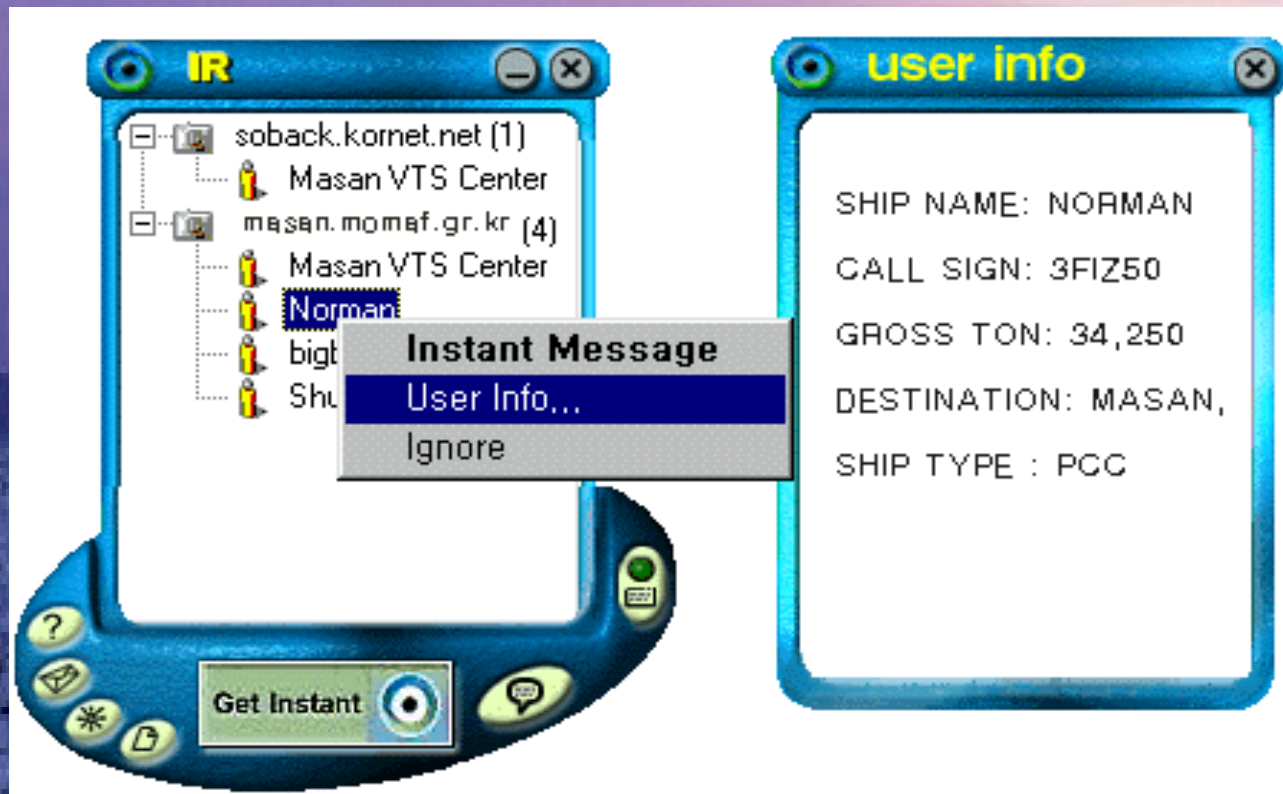 IR
soback.kornet.net (1)
Masan VTS Center
masan.momaf.gr.kr (4)
Masan VTS Center
Norman
bigb
Shu
Instant Message
User Info...
Ignore
?
Get Instant
user info
SHIP NAME: NORMAN
CALL SIGN: 3FIZ50
GROSS TON: 34,250
DESTINATION: MASAN,
SHIP TYPE : PCC